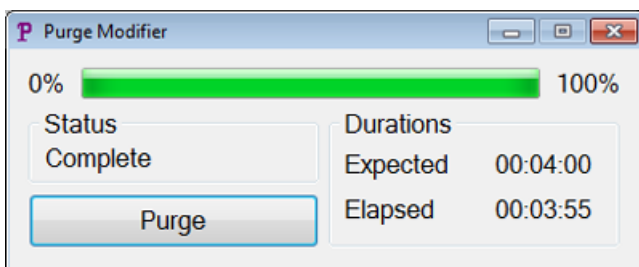 Purge Modifier
0% 100%
Status
Complete
Purge
Durations
Expected 00:04:00
Elapsed 00:03:55